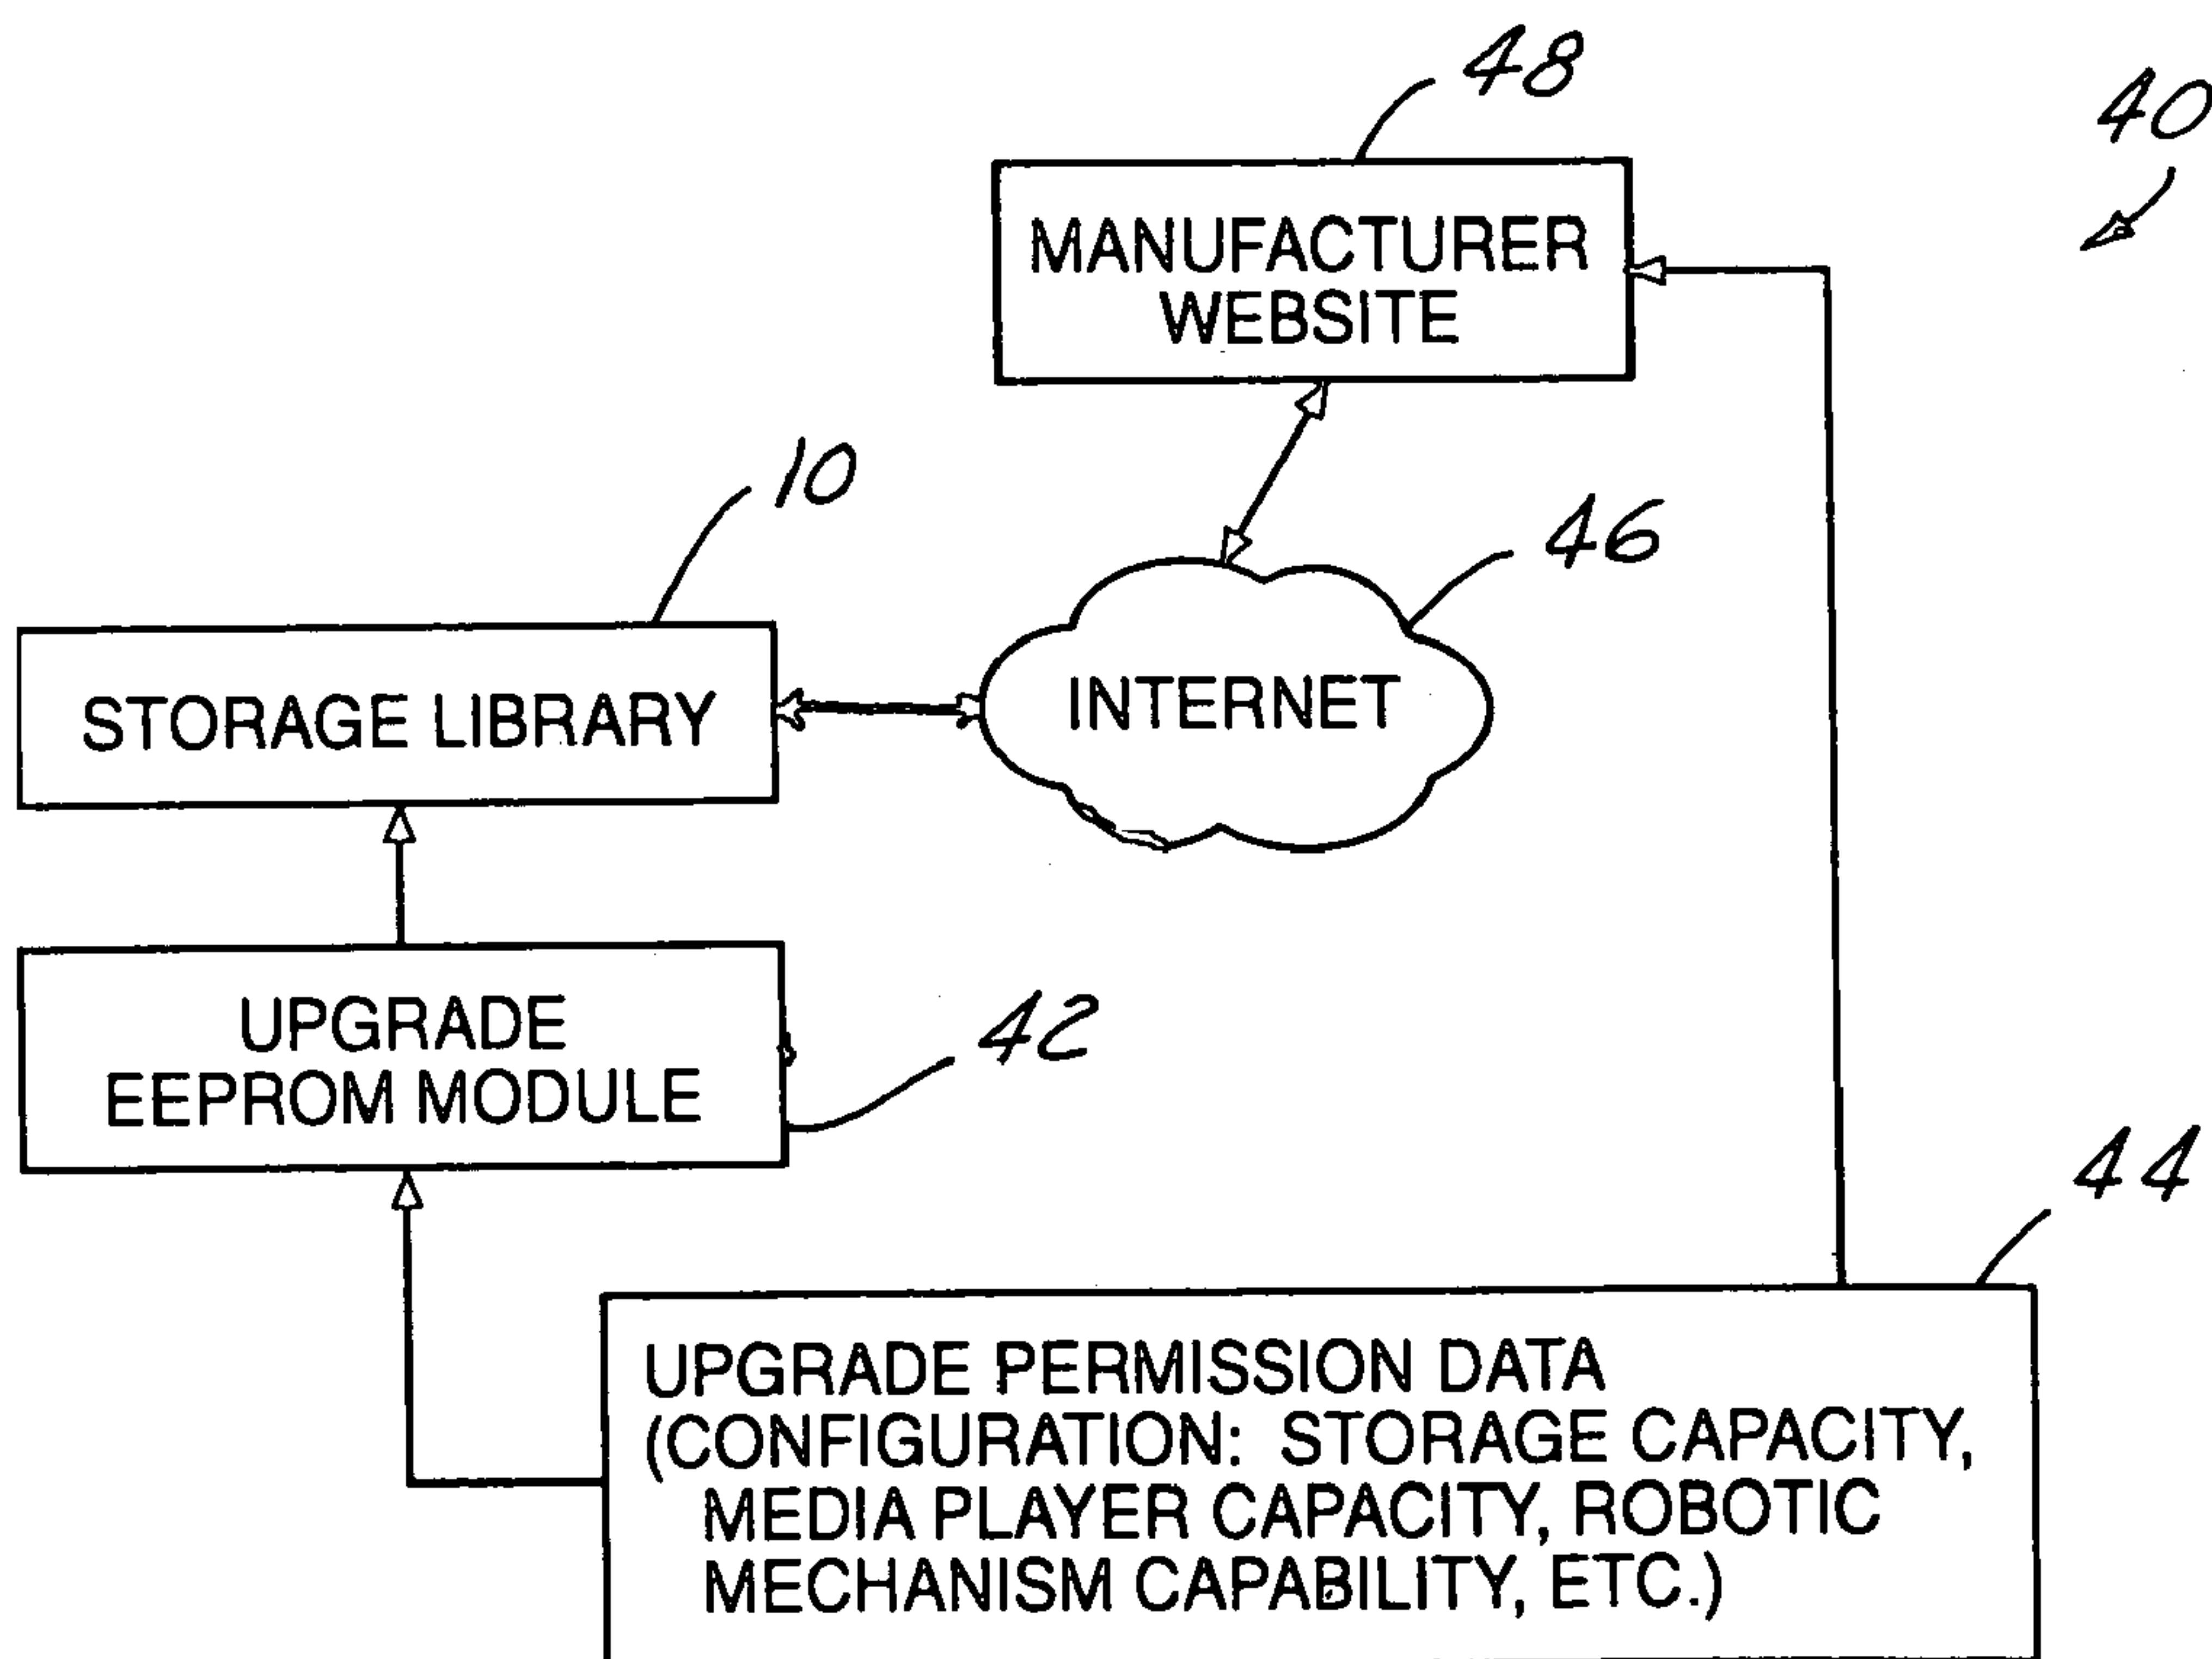 48
40
MANUFACTURER
WEBSITE
10
46
STORAGE LIBRARY
INTERNET
UPGRADE
EEPROM MODULE
42
44
UPGRADE PERMISSION DATA
(CONFIGURATION: STORAGE CAPACITY,
MEDIA PLAYER CAPACITY, ROBOTIC
MECHANISM CAPABILITY, ETC.)